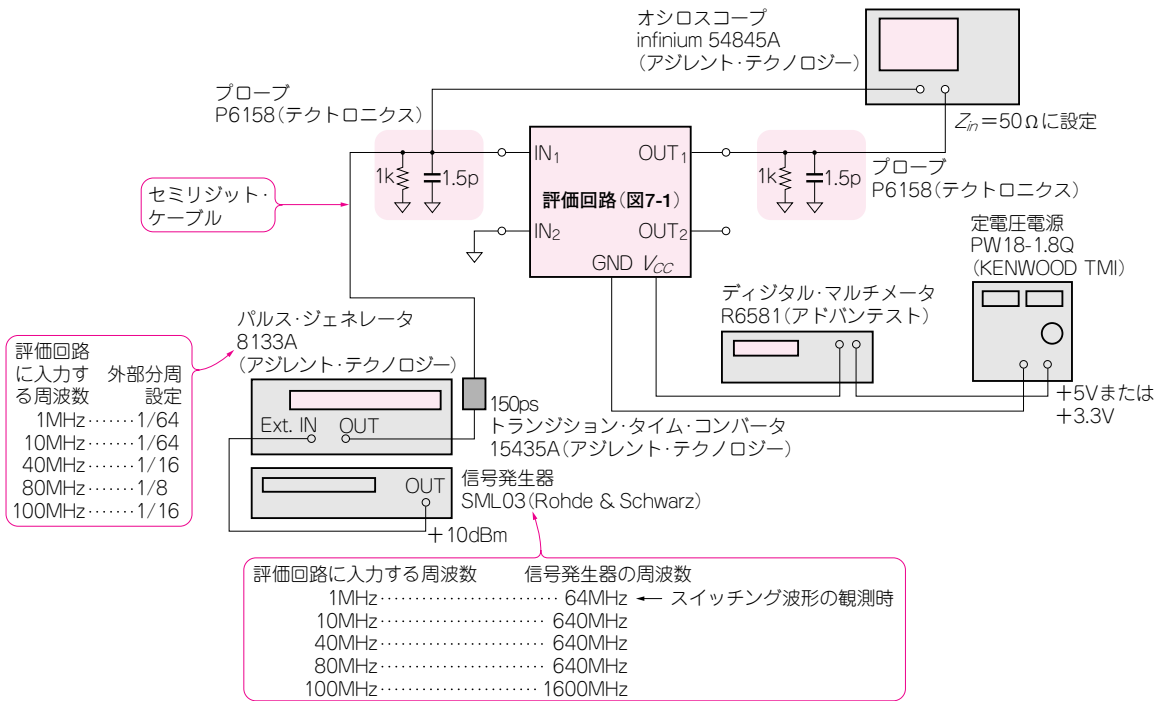 オシロスコープ
infinium 54845A
(アジレント・テクノロジー)
Zin=50Ωに設定
プローブ
P6158(テクトロニクス)
1k
1.5p
セミリジット・
ケーブル
IN1
OUT1
評価回路(図7-1)
IN2
OUT2
GND VCC
1k
1.5p
プローブ
P6158(テクトロニクス)
定電圧電源
PW18-1.8Q
(KENWOOD TMI)
+5Vまたは
+3.3V
ディジタル・マルチメータ
R6581(アドバンテスト)
パルス・ジェネレータ
8133A
(アジレント・テクノロジー)
Ext. IN OUT
150ps
トランジション・タイム・コンバータ
15435A(アジレント・テクノロジー)
OUT
信号発生器
SML03(Rohde & Schwarz)
+10dBm
評価回路
に入力す 外部分周
る周波数 設定
1MHz……1/64
10MHz……1/64
40MHz……1/16
80MHz……1/8
100MHz……1/16
評価回路に入力する周波数 信号発生器の周波数
1MHz……………………64MHz ← スイッチング波形の観測時
10MHz……………………640MHz
40MHz……………………640MHz
80MHz……………………640MHz
100MHz……………………1600MHz